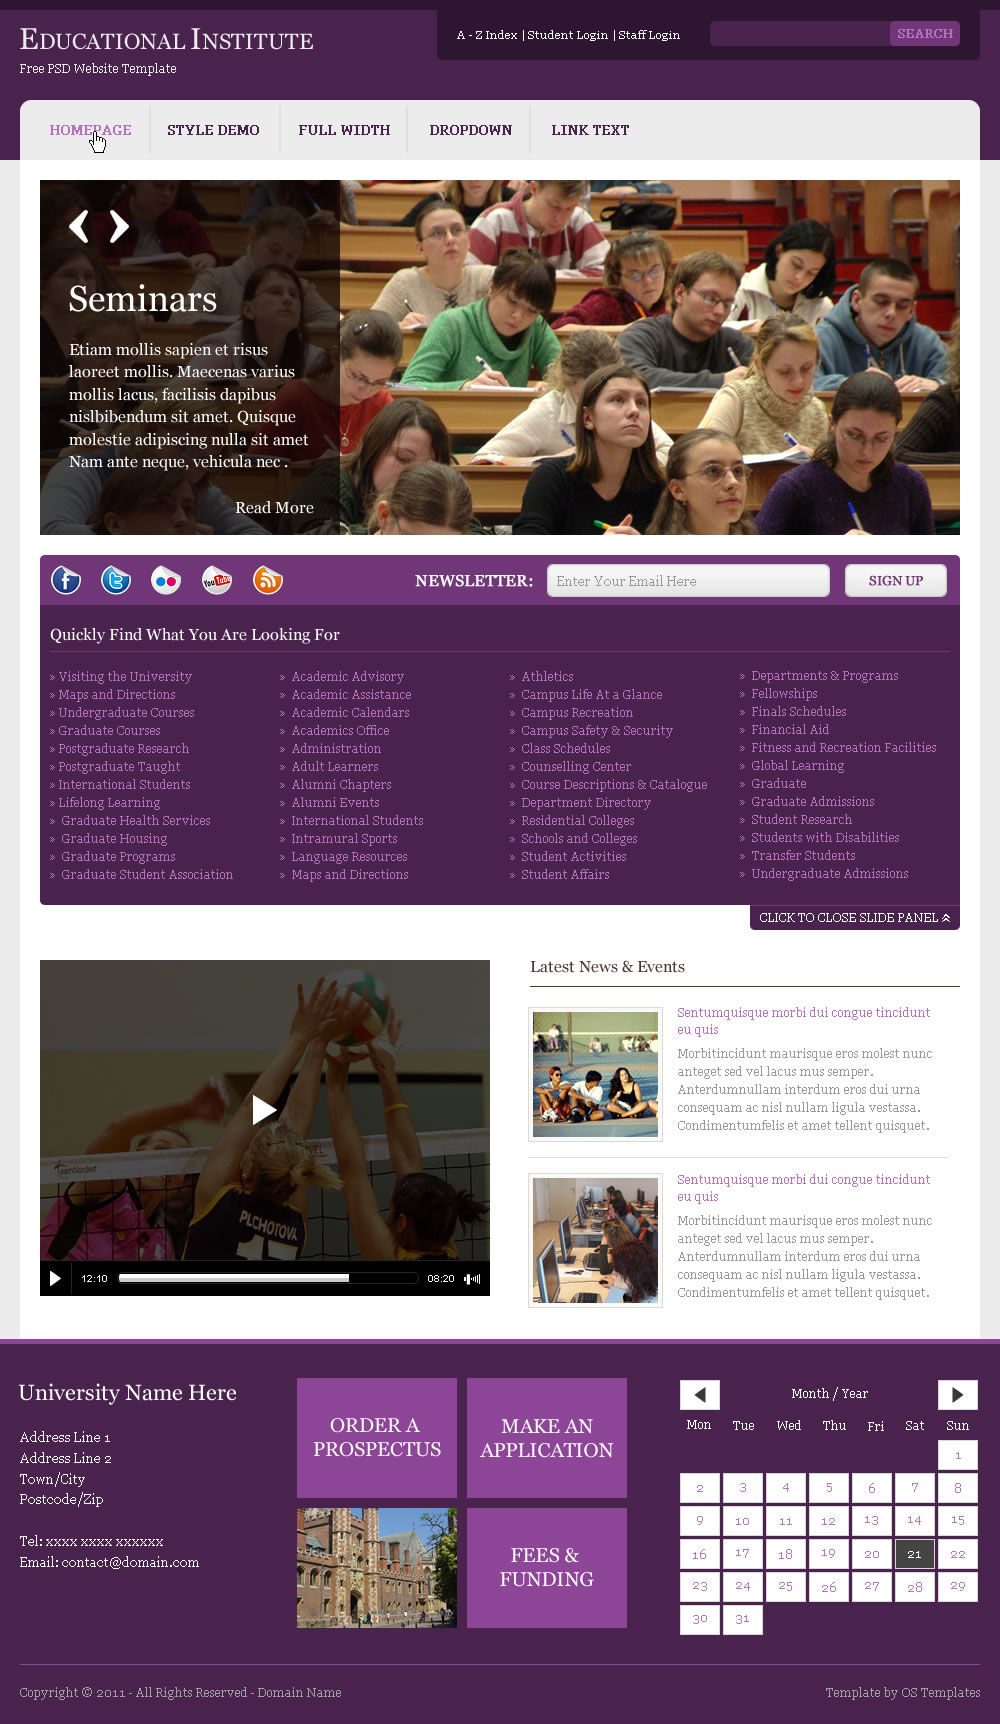 EDUCATIONAL INSTITUTE
Free PSD Website Template
A - Z Index | Student Login | Staff Login
SEARCH
HOMEPAGE
STYLE DEMO
FULL WIDTH
DROPDOWN
LINK TEXT
Seminars
Etiam mollis sapien et risus
laoreet mollis. Maecenas varius
mollis lacus, facilisis dapibus
nislbibendum sit amet. Quisque
molestie adipiscing nulla sit amet
Nam ante neque, vehicula nec .
Read More
You Tube
NEWSLETTER:
Enter Your Email Here
SIGN UP
Quickly Find What You Are Looking For
» Visiting the University
» Maps and Directions
» Undergraduate Courses
» Graduate Courses
» Postgraduate Research
» Postgraduate Taught
» International Students
» Lifelong Learning
» Graduate Health Services
» Graduate Housing
» Graduate Programs
» Graduate Student Association
» Academic Advisory
» Academic Assistance
» Academic Calendars
» Academics Office
» Administration
» Adult Learners
» Alumni Chapters
» Alumni Events
» International Students
» Intramural Sports
» Language Resources
» Maps and Directions
» Athletics
» Campus Life At a Glance
» Campus Recreation
» Campus Safety & Security
» Class Schedules
» Counselling Center
» Course Descriptions & Catalogue
» Department Directory
» Residential Colleges
» Schools and Colleges
» Student Activities
» Student Affairs
» Departments & Programs
» Fellowships
» Finals Schedules
» Financial Aid
» Fitness and Recreation Facilities
» Global Learning
» Graduate
» Graduate Admissions
» Student Research
» Students with Disabilities
» Transfer Students
» Undergraduate Admissions
CLICK TO CLOSE SLIDE PANEL
TeamNordest
PLCHOTOVA
12:10
08:20
Latest News & Events
Sentumquisque morbi dui congue tincidunt
eu quis
Morbitincidunt maurisque eros molest nunc
anteget sed vel lacus mus semper.
Anterdumnullam interdum eros dui urna
consequam ac nisl nullam ligula vestassa.
Condimentumfelis et amet tellent quisquet.
Sentumquisque morbi dui congue tincidunt
eu quis
Morbitincidunt maurisque eros molest nunc
anteget sed vel lacus mus semper.
Anterdumnullam interdum eros dui urna
consequam ac nisl nullam ligula vestassa.
Condimentumfelis et amet tellent quisquet.
University Name Here
Address Line 1
Address Line 2
Town/City
Postcode/Zip
Tel: xxxx xxxx xxxxxx
Email: contact@domain.com
ORDER A
PROSPECTUS
MAKE AN
APPLICATION
FEES &
FUNDING
Month / Year
Mon Tue Wed Thu Fri Sat Sun
1
2 3 4 5 6 7 8
9 10 11 12 13 14 15
16 17 18 19 20 21 22
23 24 25 26 27 28 29
30 31
Copyright © 2011 - All Rights Reserved - Domain Name
Template by OS Templates